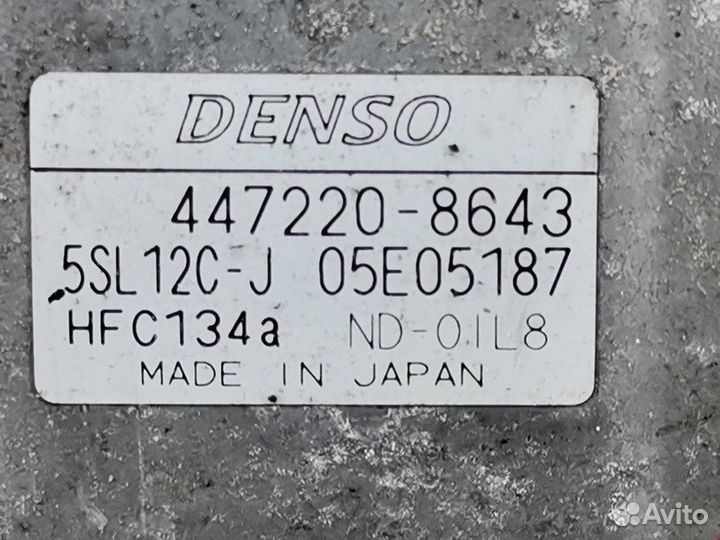 DENSO
447220-8643
5SL12C-J 05E05187
HFC134a ND-OIL8
MADE IN JAPAN
Avito